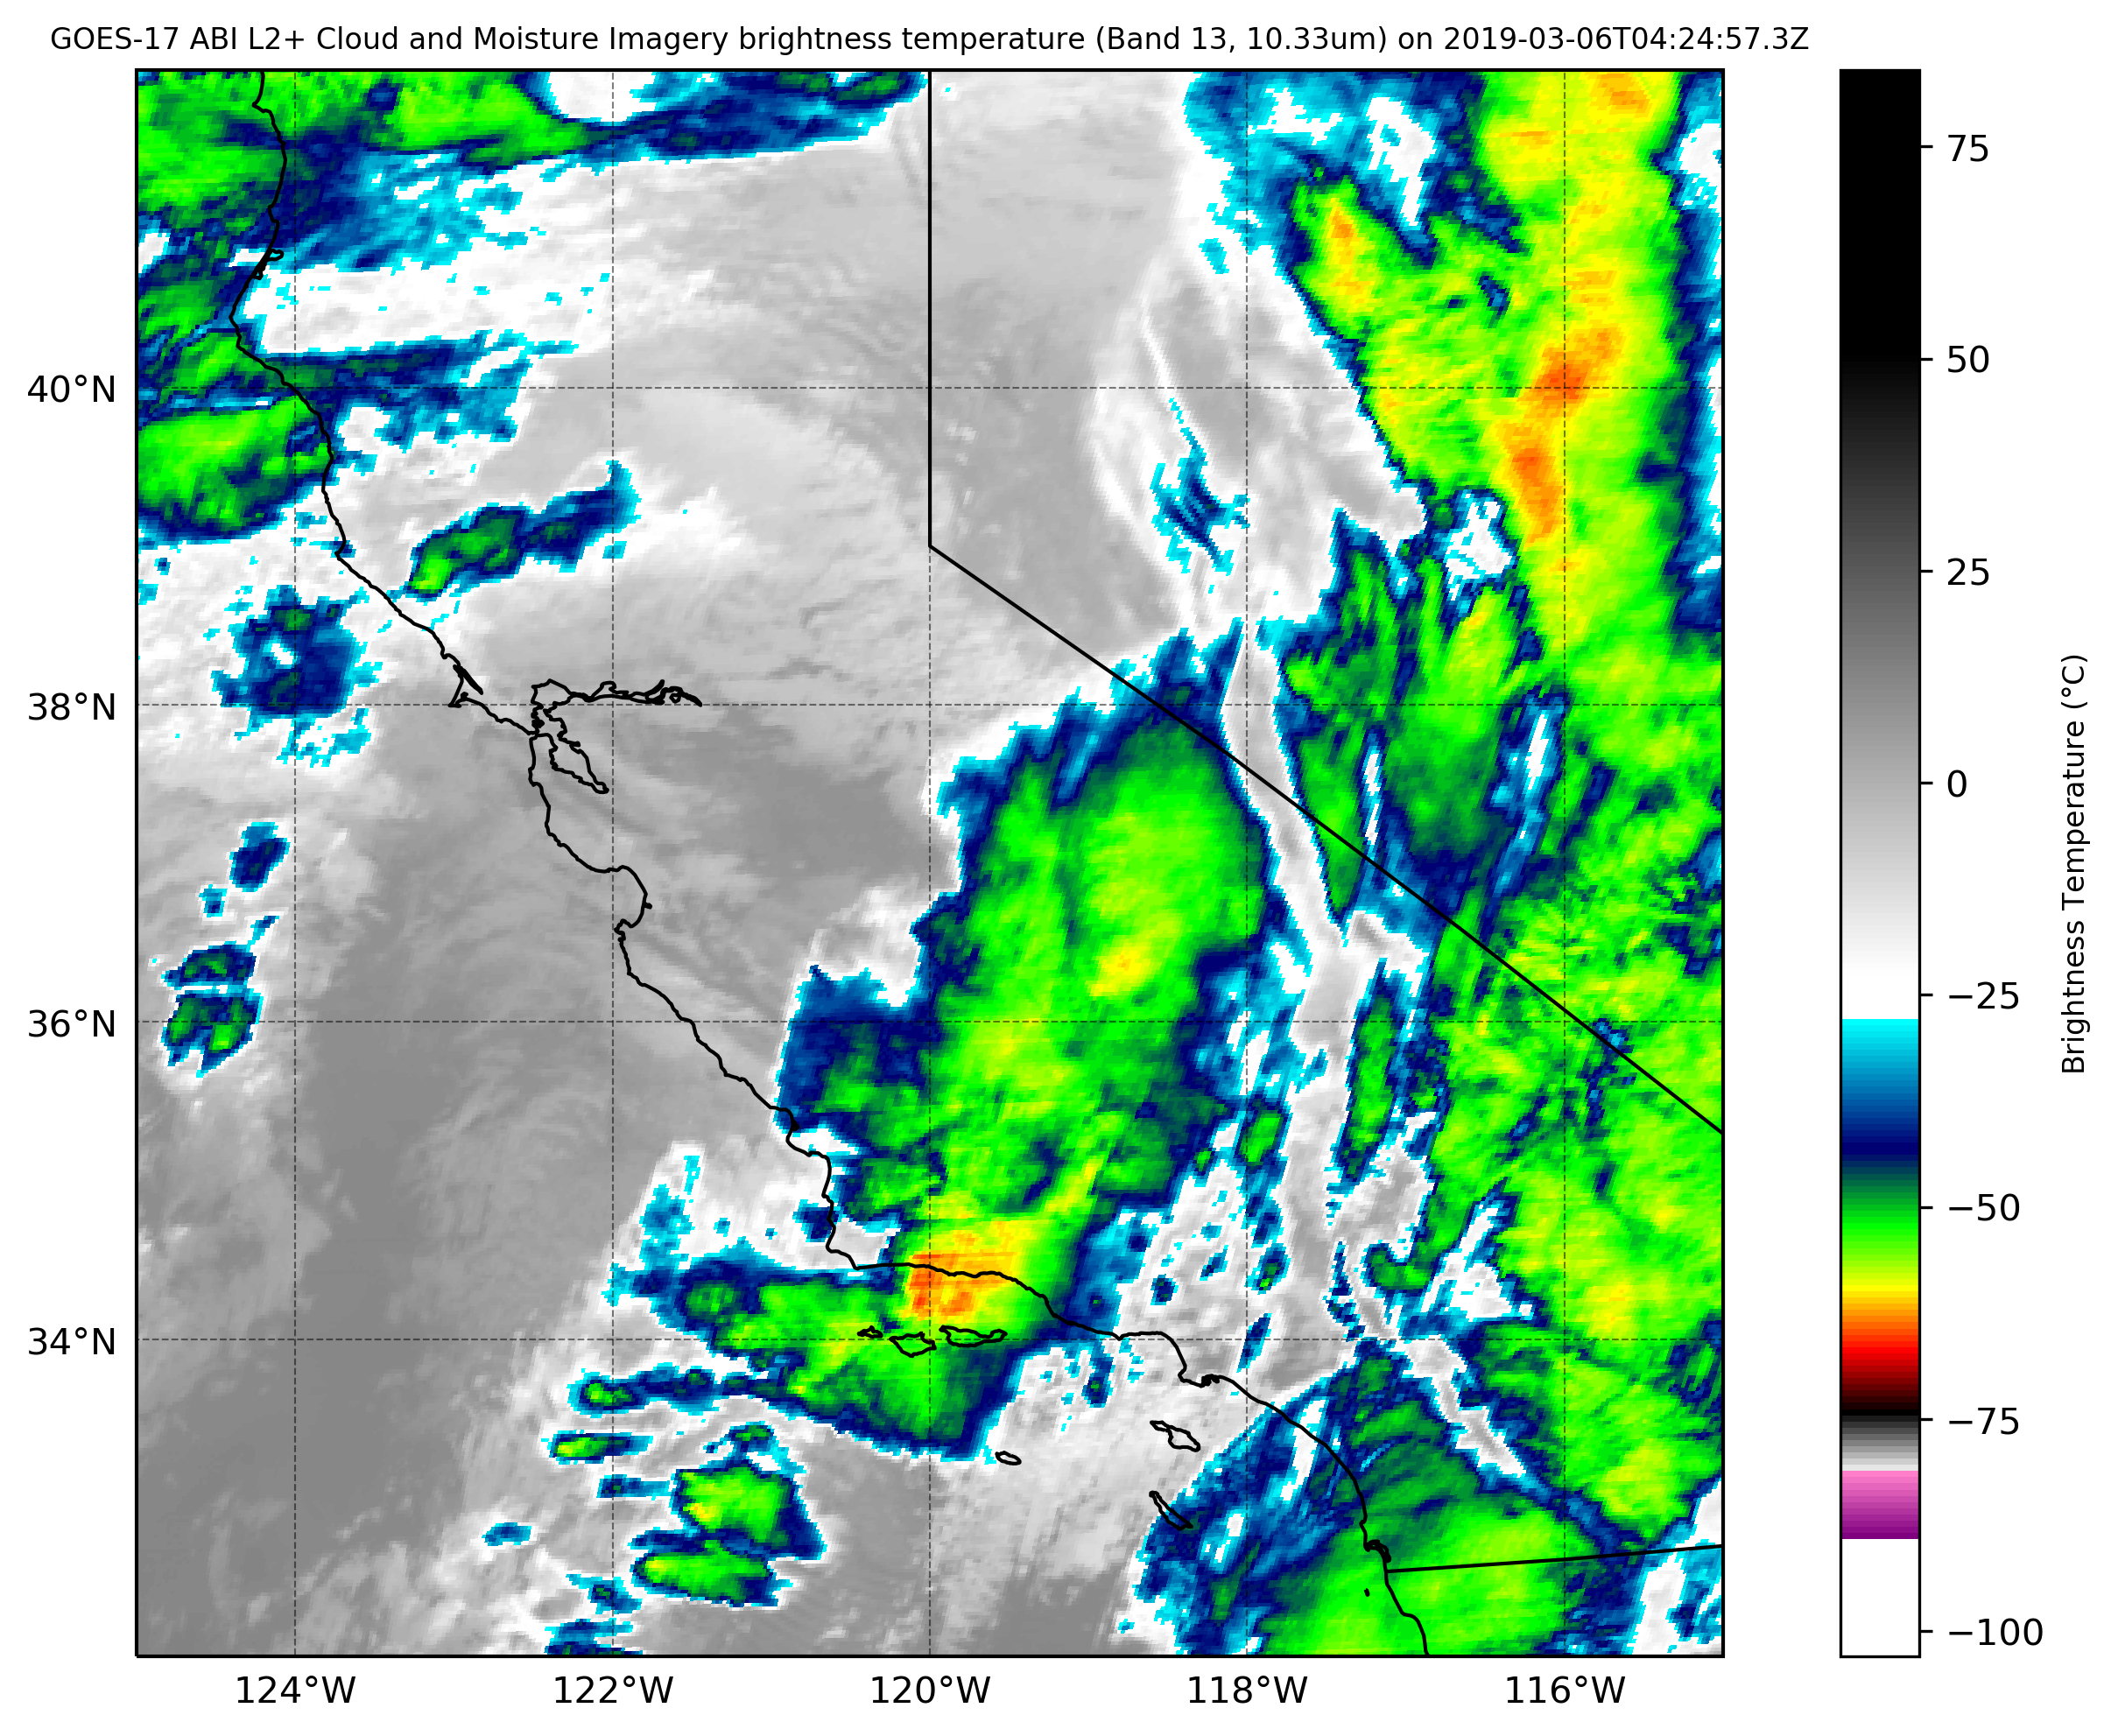 GOES-17 ABI L2+ Cloud and Moisture Imagery brightness temperature (Band 13, 10.33um) on 2019-03-06T04:24:57.3Z
40°N
38°N
36°N
34°N
124°W
122°W
120°W
118°W
116°W
75
50
25
0
−25
−50
−75
−100
Brightness Temperature (°C)